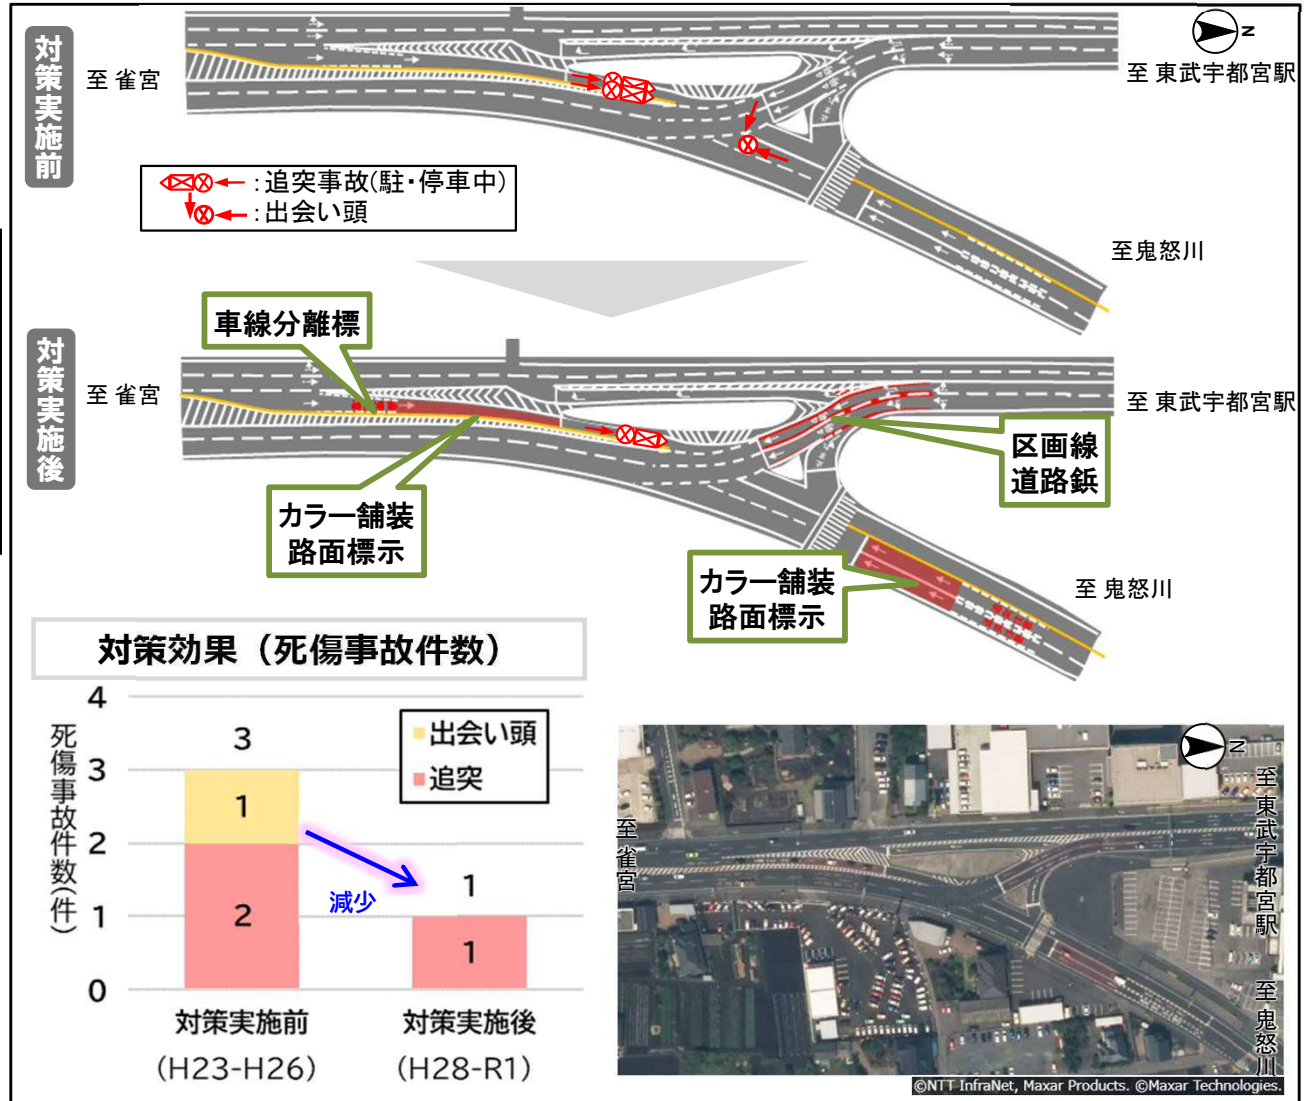 対策実施前
至 雀宮
N
至 東武宇都宮駅
：追突事故(駐・停車中)
：出会い頭
至鬼怒川
対策実施後
車線分離標
至 雀宮
至 東武宇都宮駅
区画線
道路鋲
カラー舗装
路面標示
カラー舗装
路面標示
至 鬼怒川
対策効果（死傷事故件数）
死傷事故件数(件)
4
3
2
1
0
3
1
2
出会い頭
追突
減少
1
1
対策実施前
(H23-H26)
対策実施後
(H28-R1)
N
至 雀宮
至 東武宇都宮駅
至 鬼怒川
©NTT InfraNet, Maxar Products. ©Maxar Technologies.